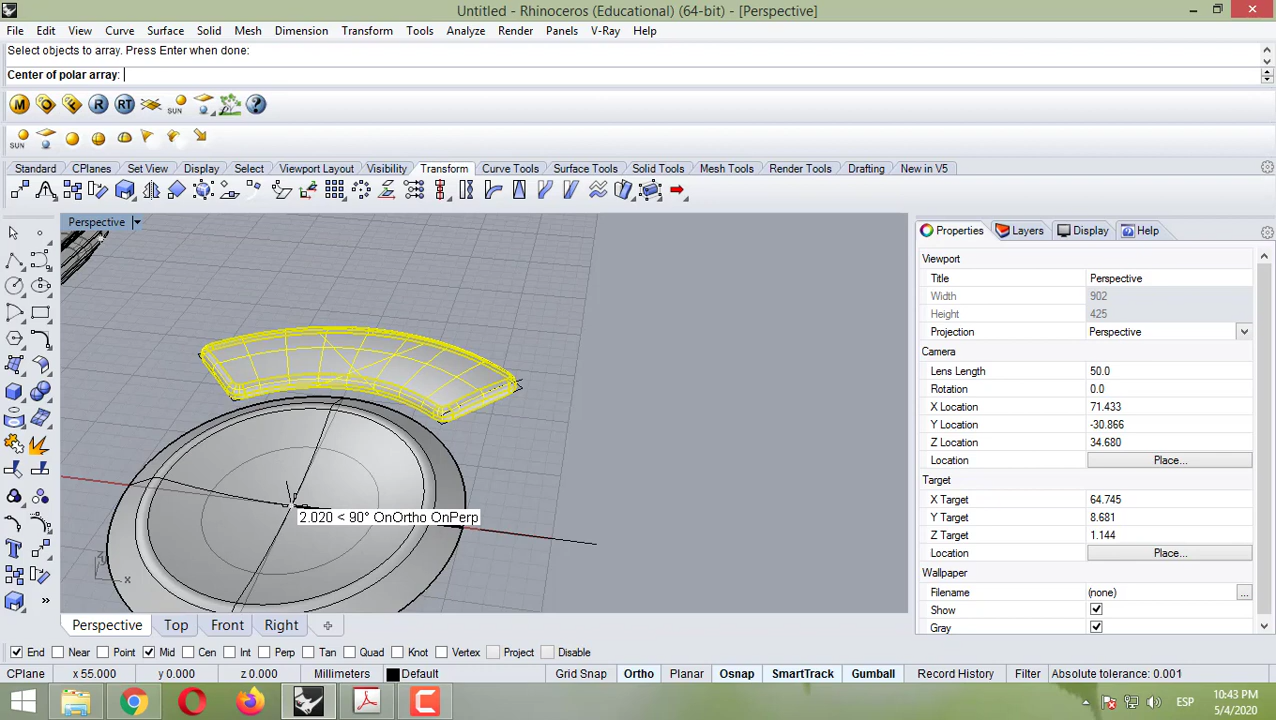 Untitled - Rhinoceros (Educational) (64-bit) - [Perspective]
File Edit View Curve Surface Solid Mesh Dimension Transform Tools Analyze Render Panels V-Ray Help
Select objects to array. Press Enter when done:
Center of polar array:
M O F R RT SUN ?
SUN
Standard CPlanes Set View Display Select Viewport Layout Visibility Transform Curve Tools Surface Tools Solid Tools Mesh Tools Render Tools Drafting New in V5
Perspective
Properties Layers Display Help
Viewport
Title Perspective
Width 902
Height 425
Projection Perspective
Camera
Lens Length 50.0
Rotation 0.0
X Location 71.433
Y Location -30.866
Z Location 34.680
Location Place...
Target
X Target 64.745
Y Target 8.681
Z Target 1.144
Location Place...
Wallpaper
Filename (none) ...
Show
Gray
2.020 < 90° OnOrtho OnPerp
x
Perspective Top Front Right
End Near Point Mid Cen Int Perp Tan Quad Knot Vertex Project Disable
CPlane x 55.000 y 0.000 z 0.000 Millimeters Default Grid Snap Ortho Planar Osnap SmartTrack Gumball Record History Filter Absolute tolerance: 0.001
ESP
10:43 PM
5/4/2020